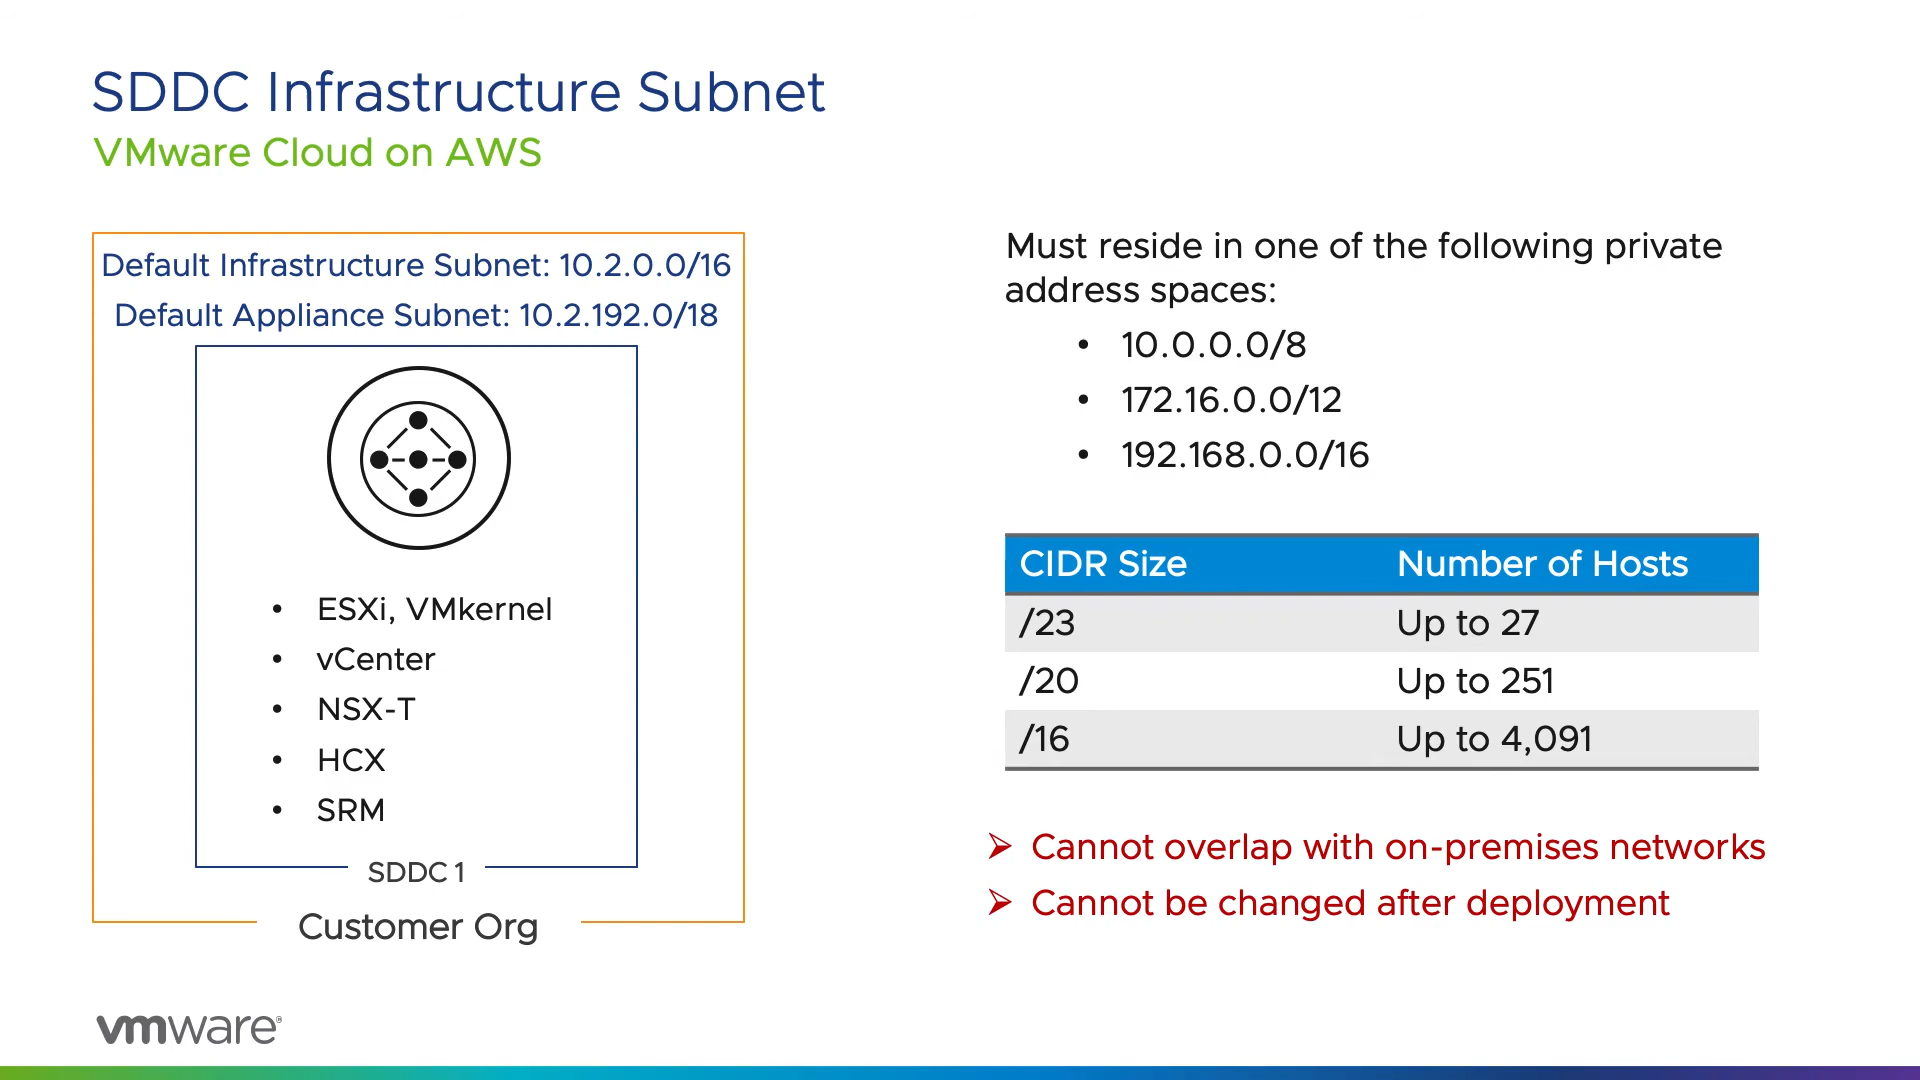 SDDC Infrastructure Subnet
VMware Cloud on AWS
Default Infrastructure Subnet: 10.2.0.0/16
Default Appliance Subnet: 10.2.192.0/18
• ESXi, VMkernel
• vCenter
• NSX-T
• HCX
• SRM
SDDC 1
Customer Org
Must reside in one of the following private
address spaces:
• 10.0.0.0/8
• 172.16.0.0/12
• 192.168.0.0/16
CIDR Size Number of Hosts
/23 Up to 27
/20 Up to 251
/16 Up to 4,091
➢ Cannot overlap with on-premises networks
➢ Cannot be changed after deployment
vmware®